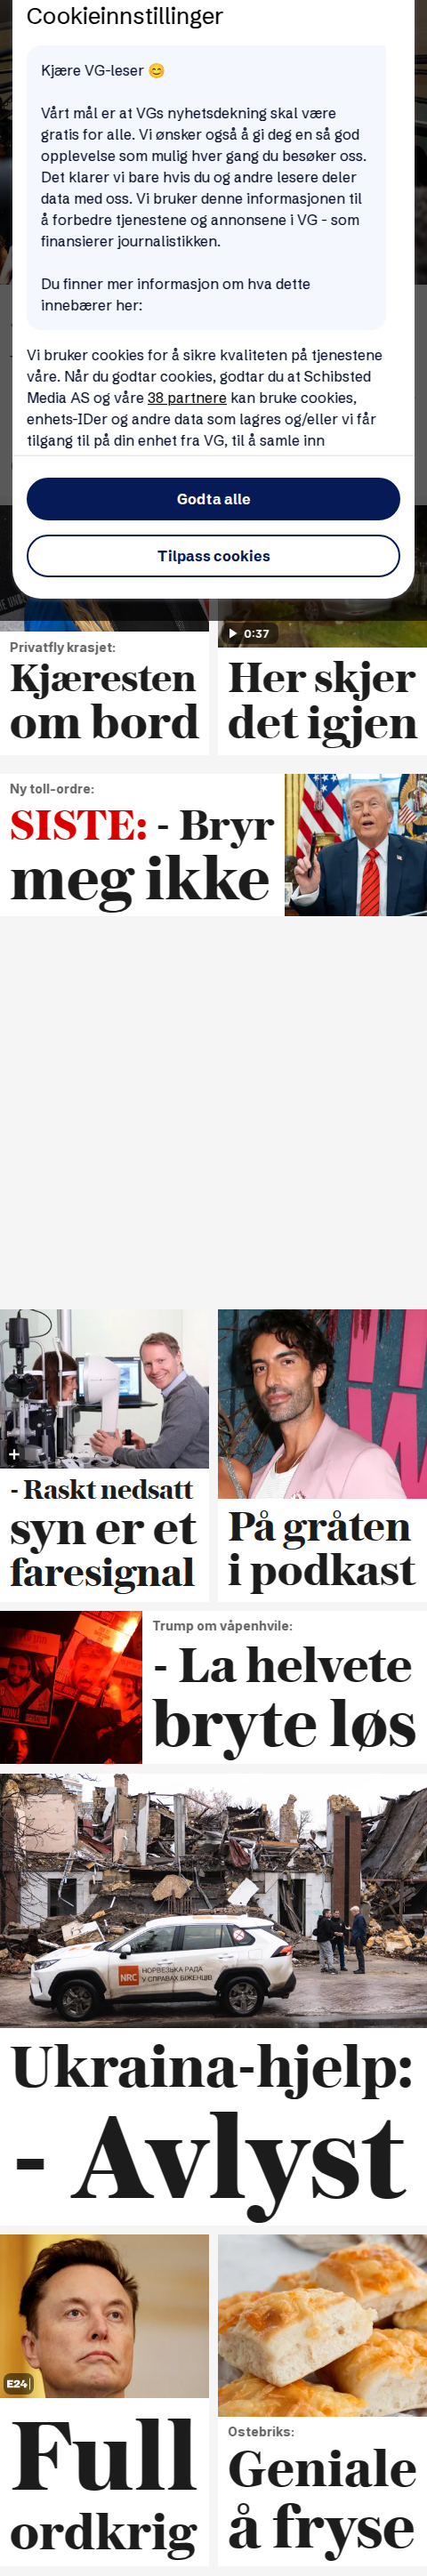 Cookieinnstillinger
Kjære VG-leser 😊
Vårt mål er at VGs nyhetsdekning skal være
gratis for alle. Vi ønsker også å gi deg en så god
opplevelse som mulig hver gang du besøker oss.
Det klarer vi bare hvis du og andre lesere deler
data med oss. Vi bruker denne informasjonen til
å forbedre tjenestene og annonsene i VG - som
finansierer journalistikken.
Du finner mer informasjon om hva dette
innebærer her:
Vi bruker cookies for å sikre kvaliteten på tjenestene
våre. Når du godtar cookies, godtar du at Schibsted
Media AS og våre 38 partnere kan bruke cookies,
enhets-IDer og andre data som lagres og/eller vi får
tilgang til på din enhet fra VG, til å samle inn
Godta alle
Tilpass cookies
0:37
Privatfly krasjet:
Kjæresten
om bord
Her skjer
det igjen
Ny toll-ordre:
SISTE: - Bryr
meg ikke
- Raskt nedsatt
syn er et
faresignal
På gråten
i podkast
Trump om våpenhvile:
- La helvete
bryte løs
NRC
НОРВЕЗЬКА РАДА
У СПРАВАХ БІЖЕНЦІВ
Ukraina-hjelp:
- Avlyst
E24
Full
ordkrig
Ostebriks:
Geniale
å fryse